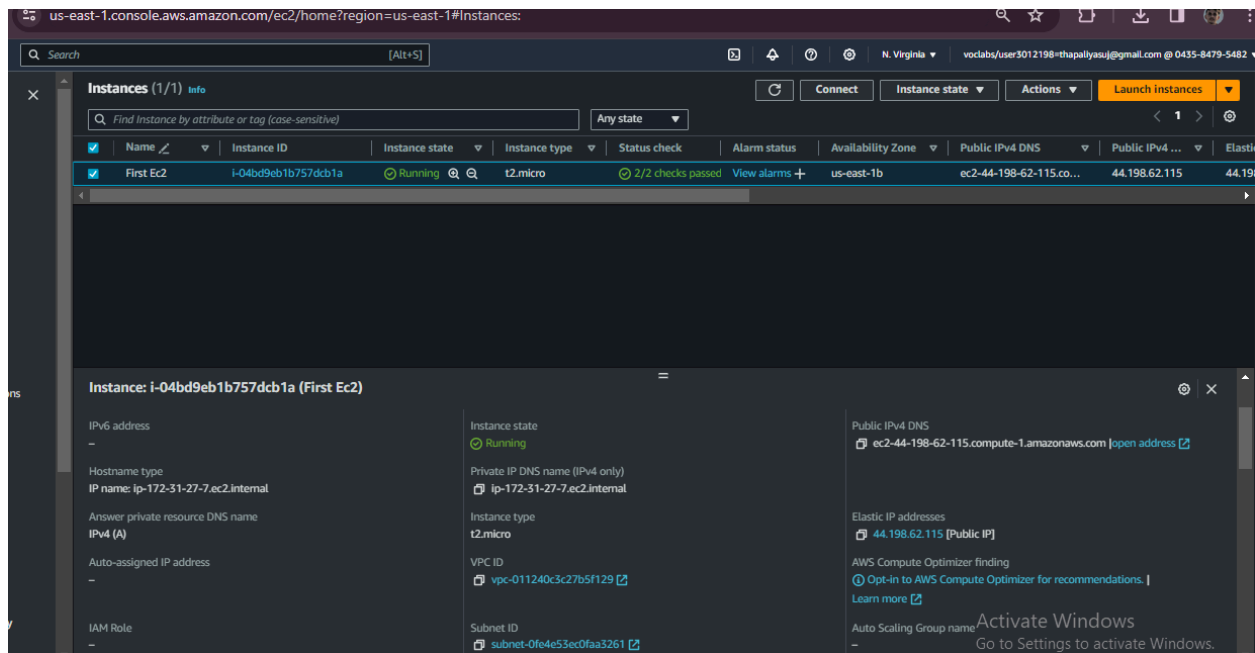 us-east-1.console.aws.amazon.com/ec2/home?region=us-east-1#Instances:
Search [Alt+S] N. Virginia ▼ voclabs/user3012198=thapaliyasuj@gmail.com @ 0435-8479-5482
Instances (1/1) Info Connect Instance state ▼ Actions ▼ Launch instances ▼
Find Instance by attribute or tag (case-sensitive) Any state ▼ < 1 >
Name Instance ID Instance state Instance type Status check Alarm status Availability Zone Public IPv4 DNS Public IPv4 ... Elasti
First Ec2 i-04bd9eb1b757dcb1a Running t2.micro 2/2 checks passed View alarms + us-east-1b ec2-44-198-62-115.co... 44.198.62.115 44.19
ons
Instance: i-04bd9eb1b757dcb1a (First Ec2)
IPv6 address Instance state Public IPv4 DNS
– Running ec2-44-198-62-115.compute-1.amazonaws.com |open address
Hostname type Private IP DNS name (IPv4 only)
IP name: ip-172-31-27-7.ec2.internal ip-172-31-27-7.ec2.internal
Answer private resource DNS name Instance type Elastic IP addresses
IPv4 (A) t2.micro 44.198.62.115 [Public IP]
Auto-assigned IP address VPC ID AWS Compute Optimizer finding
– vpc-011240c3c27b5f129 Opt-in to AWS Compute Optimizer for recommendations. |
Learn more
y
IAM Role Subnet ID Auto Scaling Group name
– subnet-0fe4e53ec0faa3261 –
Activate Windows
Go to Settings to activate Windows.